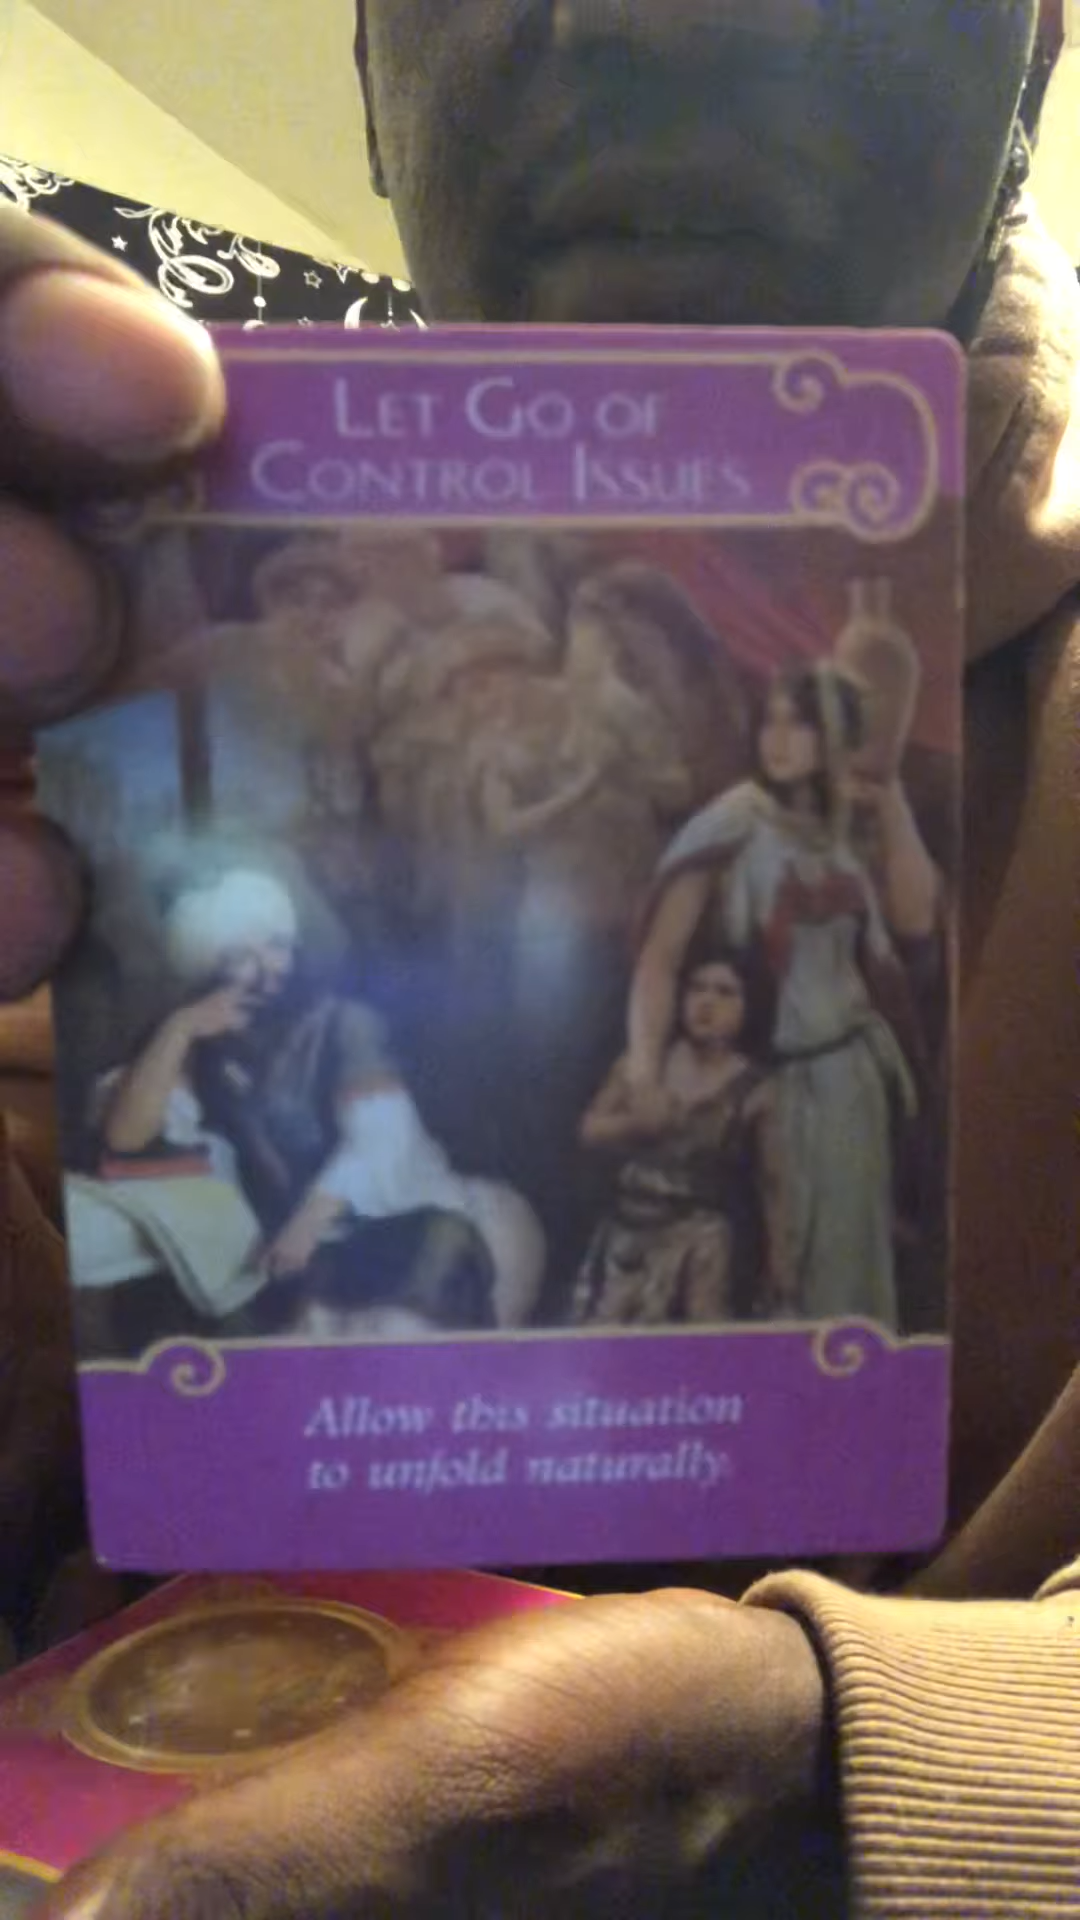 LET GO OF
CONTROL ISSUES
Allow this situation
to unfold naturally.